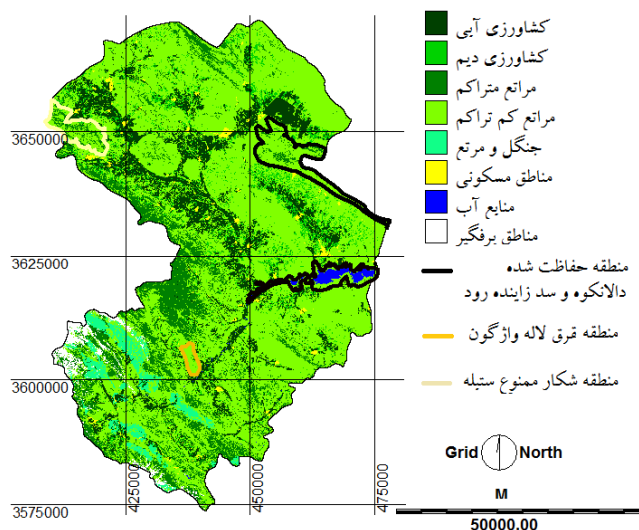 کشاورزی آبی
کشاورزی دیم
مراتع متراکم
مراتع کم تراکم
جنگل و مرتع
مناطق مسکونی
منابع آب
مناطق برفگیر
منطقه حفاظت شده
دالانکوه و سد زاینده رود
منطقه قرق لاله واژگون
منطقه شکار ممنوع ستبله
3650000
3625000
3600000
3575000
425000
450000
475000
Grid North
M
50000.00